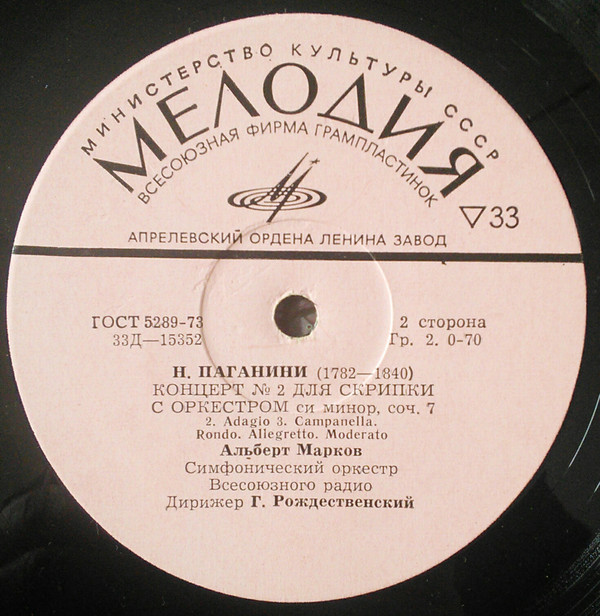 МИНИСТЕРСТВО КУЛЬТУРЫ СССР
МЕЛОДИЯ
ВСЕСОЮЗНАЯ ФИРМА ГРАМПЛАСТИНОК
▽33
АПРЕЛЕВСКИЙ ОРДЕНА ЛЕНИНА ЗАВОД
ГОСТ 5289-73
2 сторона
33Д—15352
Гр. 2. 0-70
Н. ПАГАНИНИ (1782—1840)
КОНЦЕРТ № 2 ДЛЯ СКРИПКИ
С ОРКЕСТРОМ си минор, соч. 7
2. Adagio 3. Campanella.
Rondo. Allegretto. Moderato
Альберт Марков
Симфонический оркестр
Всесоюзного радио
Дирижер Г. Рождественский